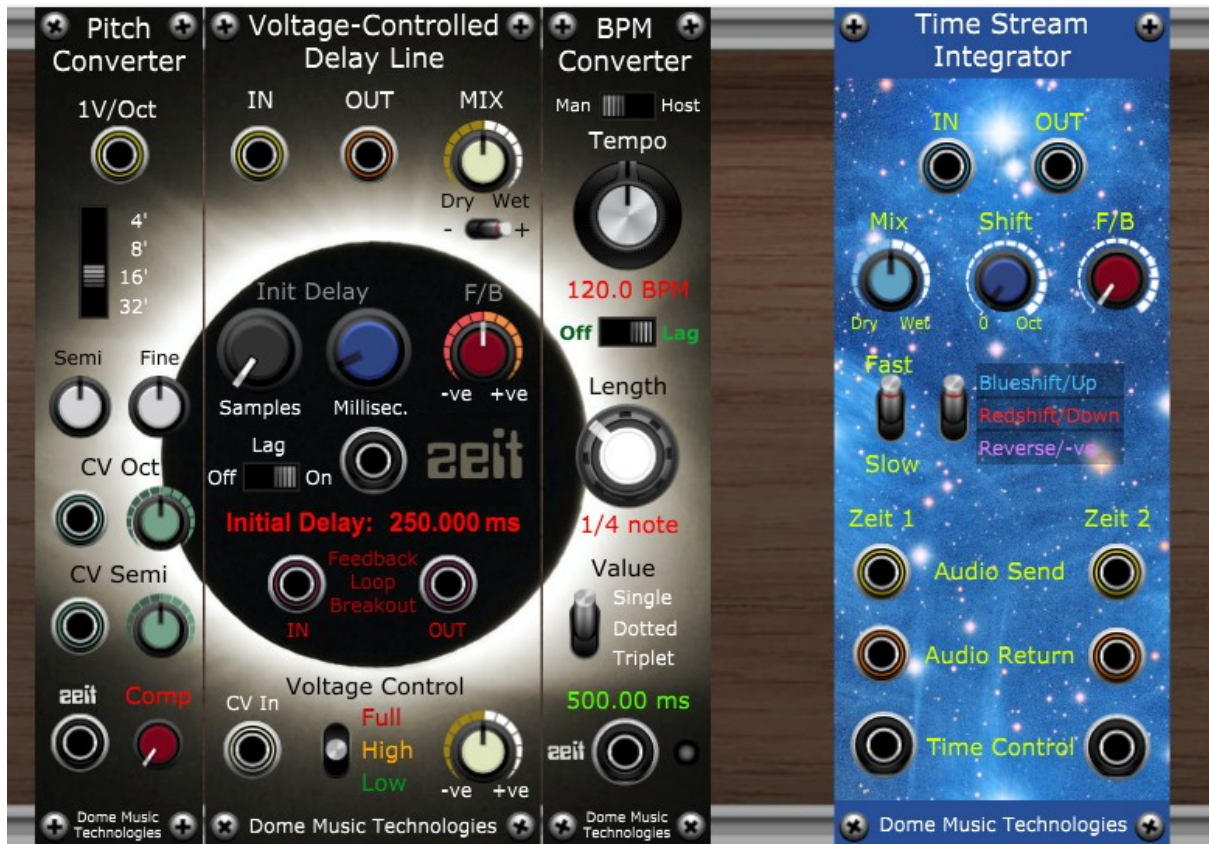 Pitch
Converter
1V/Oct
4'
8'
16'
32'
Semi Fine
CV Oct
CV Semi
zeit Comp
Dome Music
Technologies
Voltage-Controlled
Delay Line
IN OUT MIX
Dry Wet
- +
Init Delay F/B
Samples Millisec. -ve +ve
Lag
Off On
zeit
Initial Delay: 250.000 ms
Feedback
Loop
Breakout
IN OUT
Voltage Control
CV In
Full
High
Low
-ve +ve
Dome Music Technologies
BPM
Converter
Man Host
Tempo
120.0 BPM
Off Lag
Length
1/4 note
Value
Single
Dotted
Triplet
500.00 ms
zeit
Dome Music
Technologies
Time Stream
Integrator
IN OUT
Mix Shift F/B
Dry Wet 0 Oct
Fast
Slow
Blueshift/Up
Redshift/Down
Reverse/-ve
Zeit 1 Zeit 2
Audio Send
Audio Return
Time Control
Dome Music Technologies